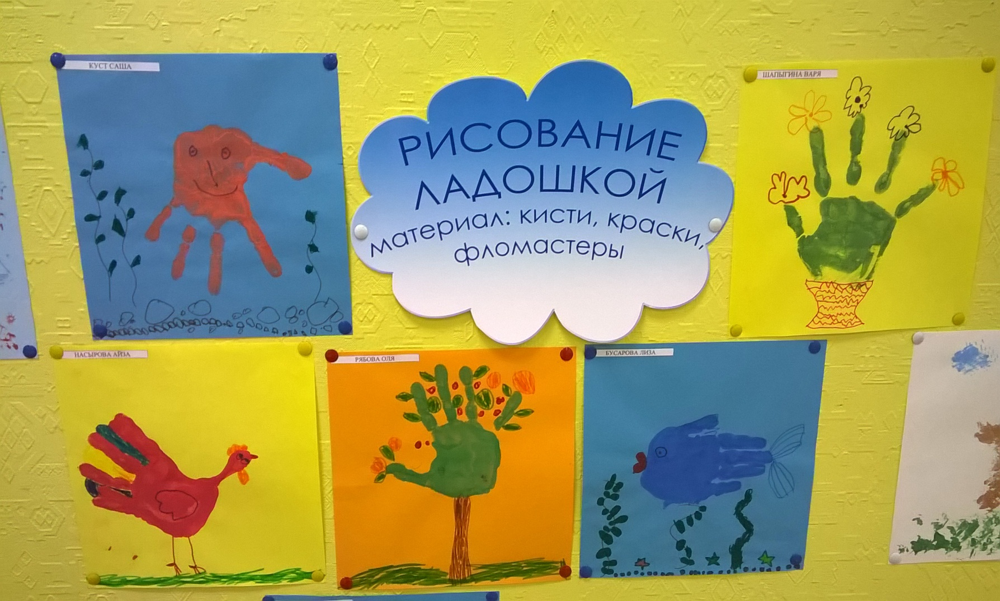 КУСТ САША
РИСОВАНИЕ
ЛАДОШКОЙ
материал: кисти, краски,
фломастеры
ШАПЫГИНА ВАРЯ
НАСЫРОВА АЙЗА
РЯБОВА ОЛЯ
БУСАРОВА ЛИЗА